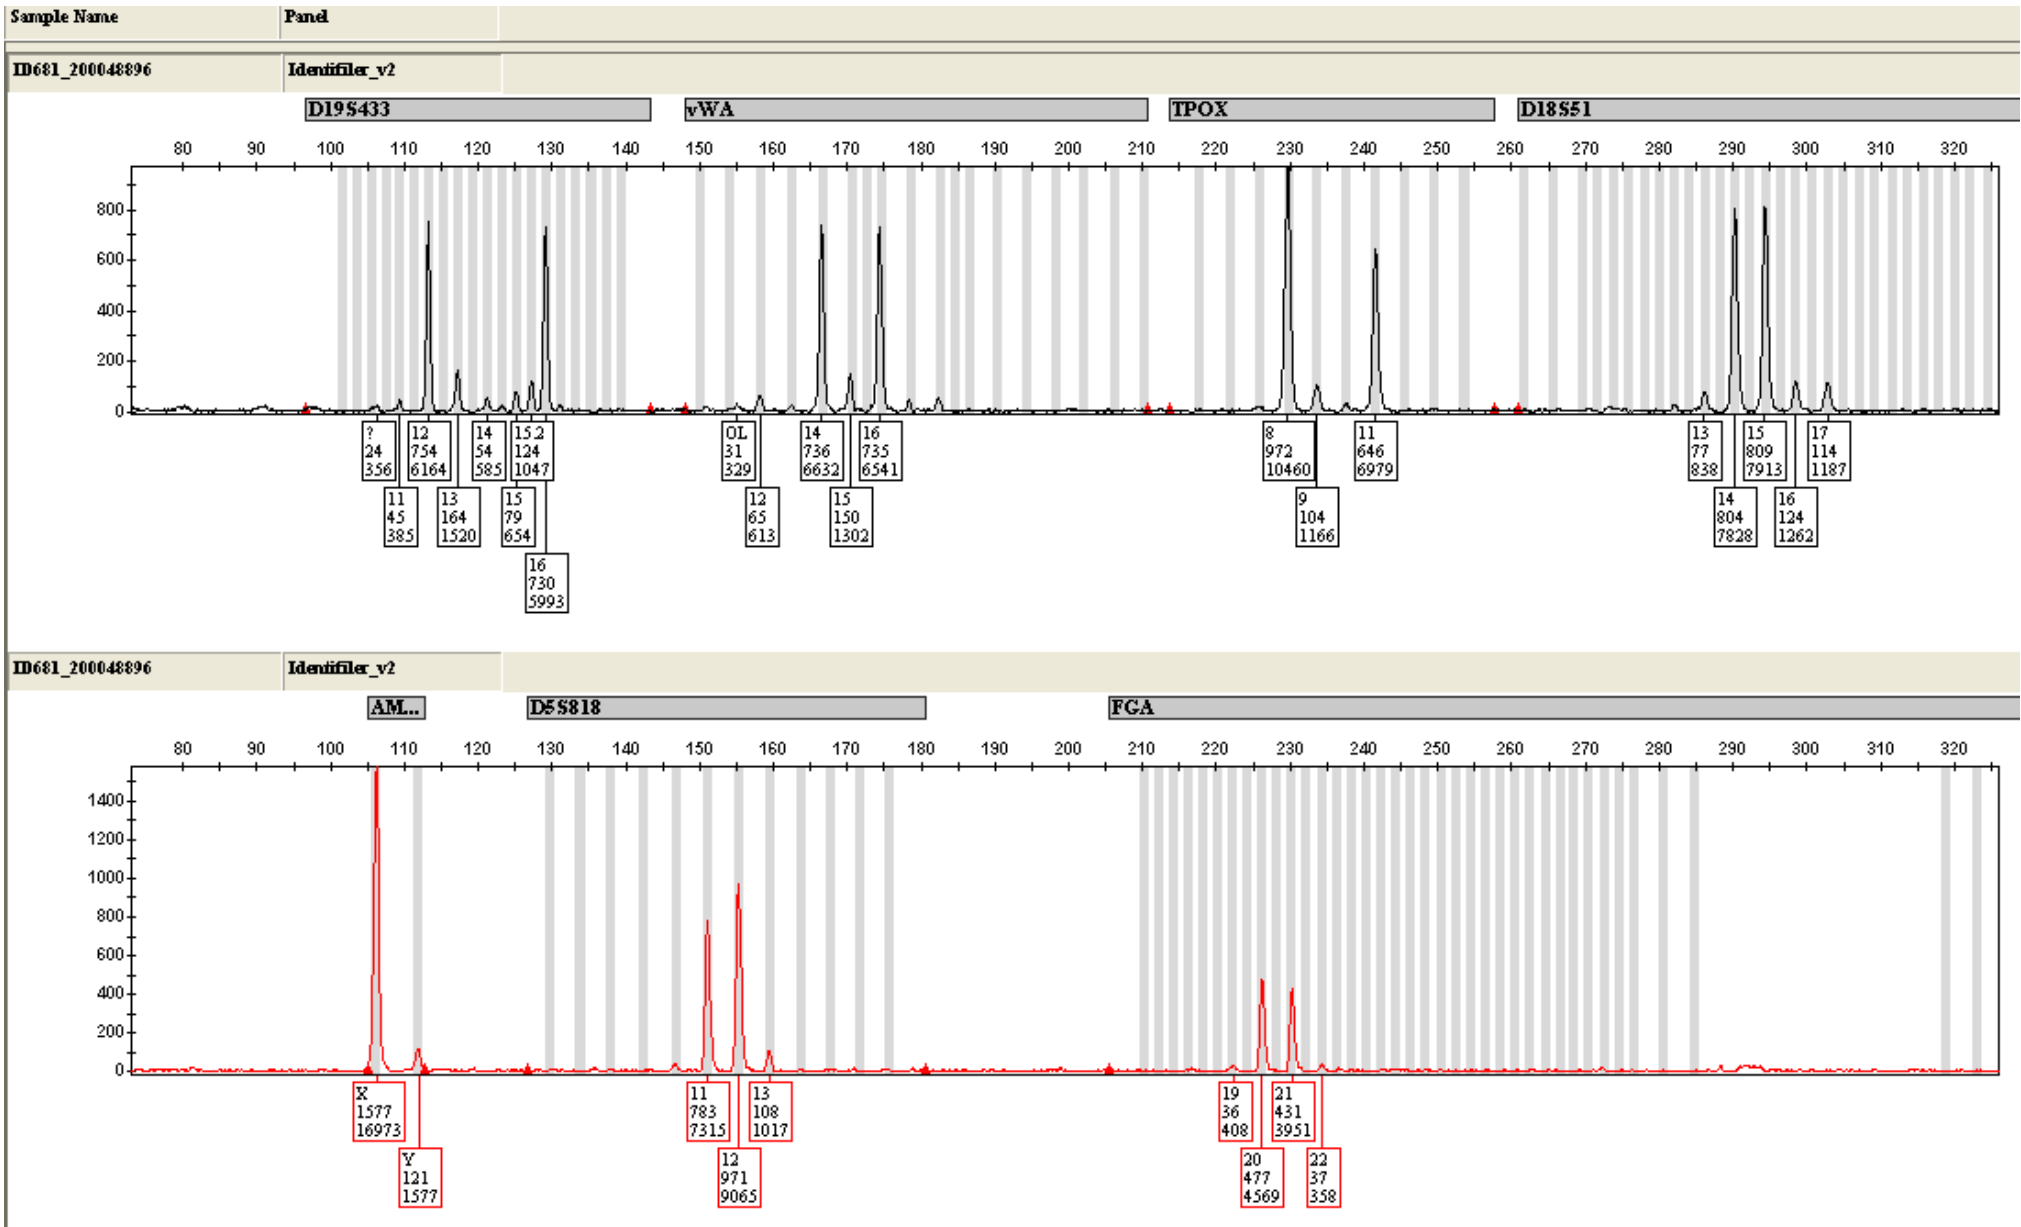 Sample Name Panel
ID681_200048896 Identifiler_v2
D19S433 vWA TPOX D18S51
80 90 100 110 120 130 140 150 160 170 180 190 200 210 220 230 240 250 260 270 280 290 300 310 320
800
600
400
200
0
? 12 14 15.2 OL 14 16 8 11 13 15 17
24 754 54 124 31 736 735 972 646 77 809 114
356 6164 585 1047 329 6632 6541 10460 6979 838 7913 1187
11 13 15 12 15 9 14 16
45 164 79 65 150 104 804 124
385 1520 654 613 1302 1166 7828 1262
16
730
5993
ID681_200048896 Identifiler_v2
AM... D5S818 FGA
80 90 100 110 120 130 140 150 160 170 180 190 200 210 220 230 240 250 260 270 280 290 300 310 320
1400
1200
1000
800
600
400
200
0
X 11 13 19 21
1577 783 108 36 431
16973 7315 1017 408 3951
Y 12 20 22
121 971 477 37
1577 9065 4569 358